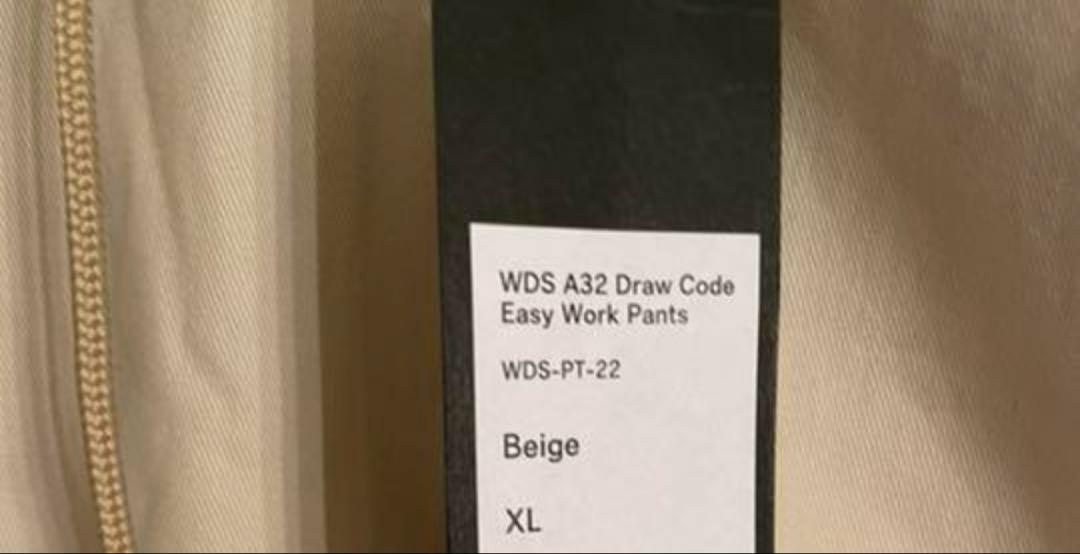 WDS A32 Draw Code
Easy Work Pants
WDS-PT-22
Beige
XL